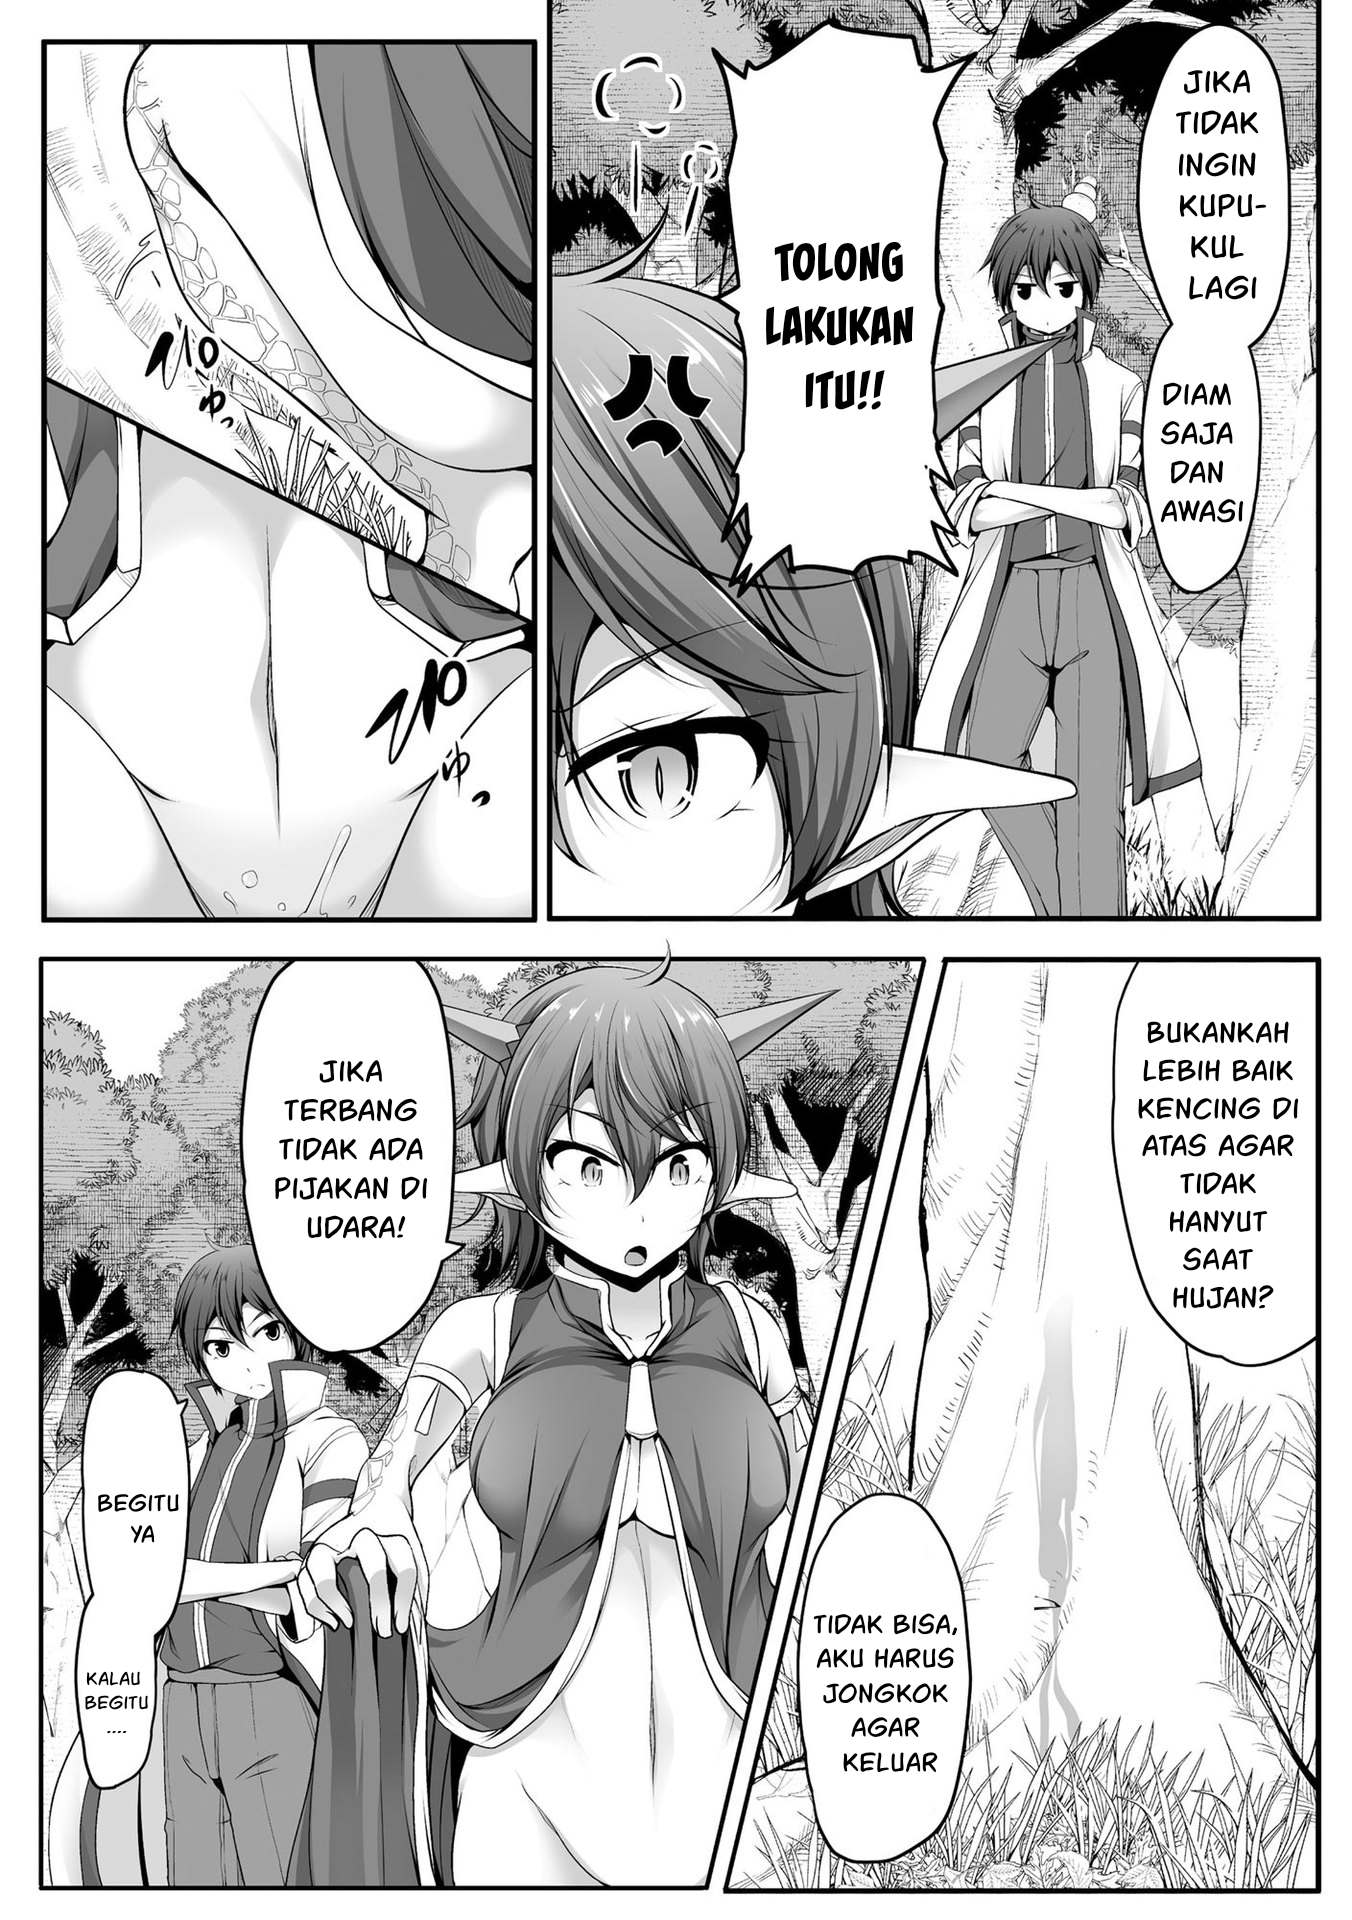 JIKA
TIDAK
INGIN
KUPU-
KUL
LAGI
DIAM
SAJA
DAN
AWASI
TOLONG
LAKUKAN
ITU!!
BUKANKAH
LEBIH BAIK
KENCING DI
ATAS AGAR
TIDAK
HANYUT
SAAT
HUJAN?
TIDAK BISA,
AKU HARUS
JONGKOK
AGAR
KELUAR
JIKA
TERBANG
TIDAK ADA
PIJAKAN DI
UDARA!
BEGITU
YA
KALAU
BEGITU
....